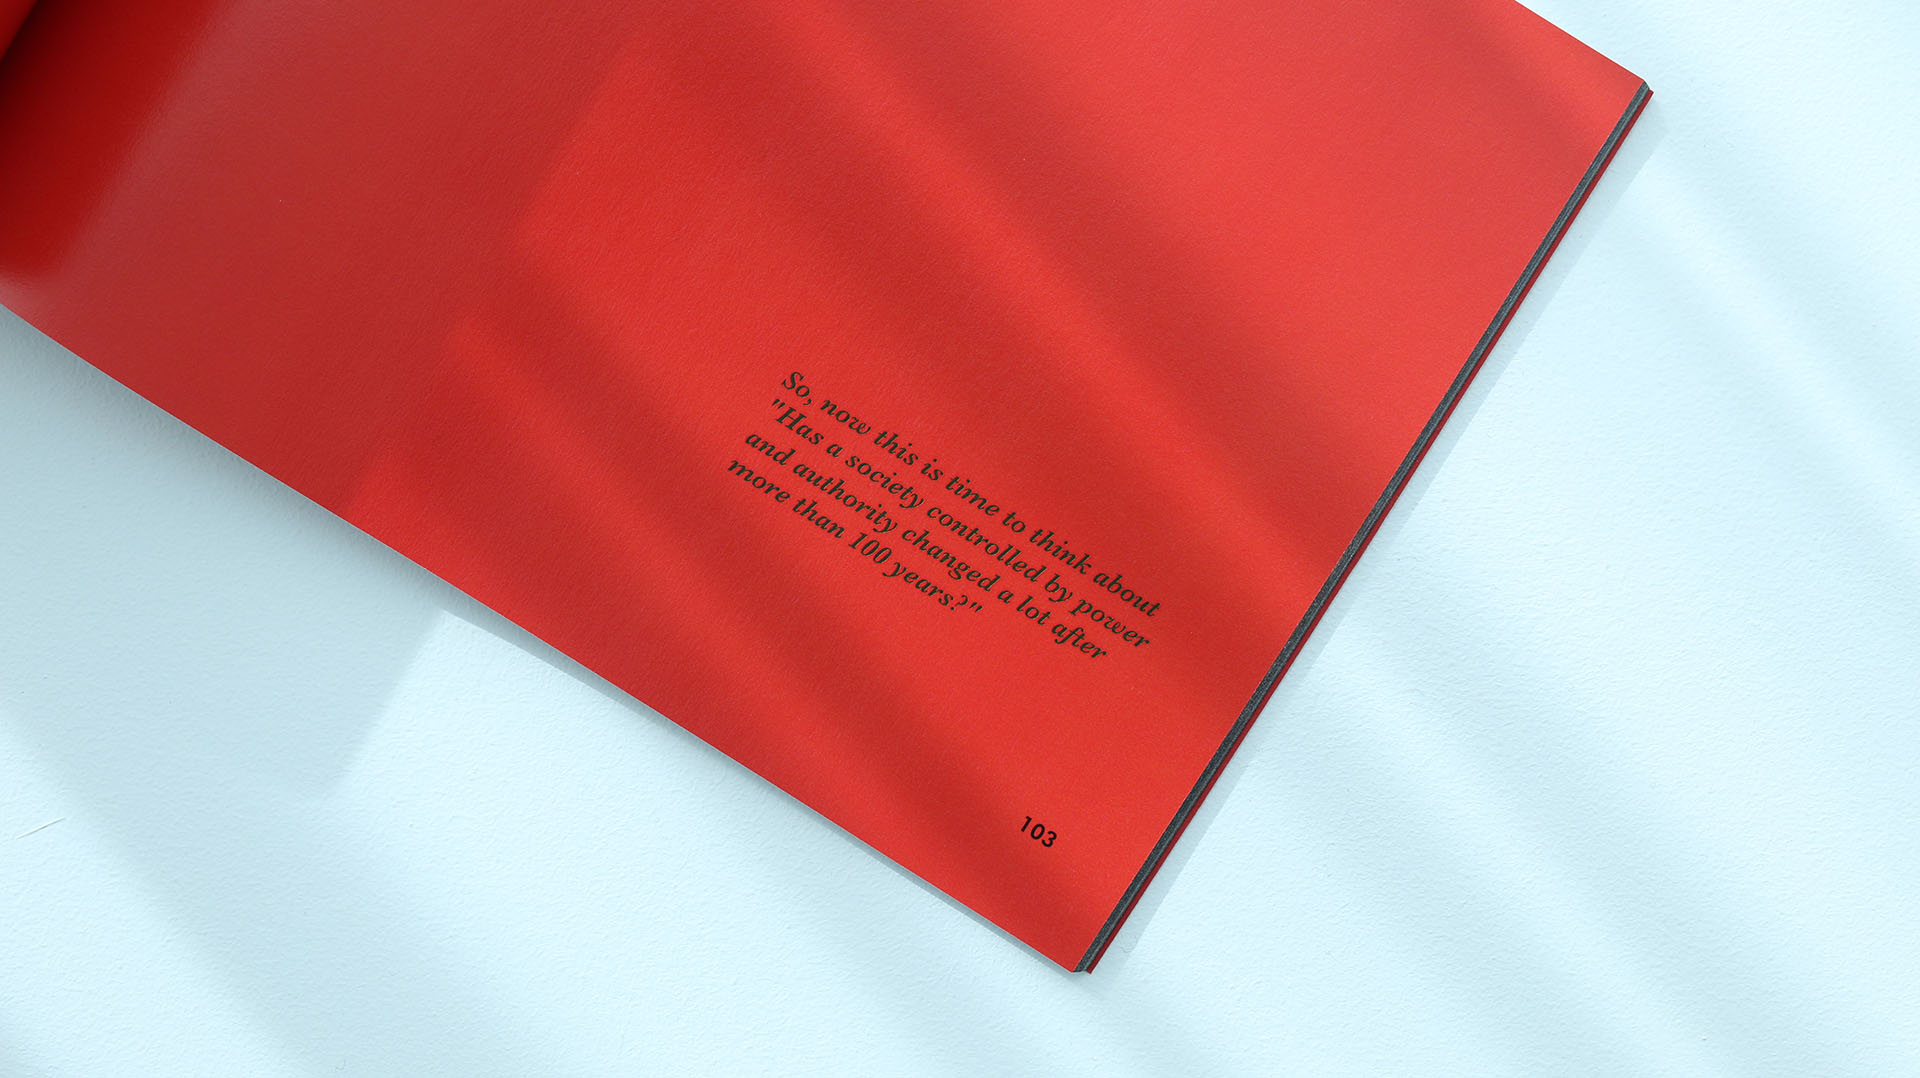 So, now this is time to think about
"Has a society controlled by power
and authority changed a lot after
more than 100 years?"
103